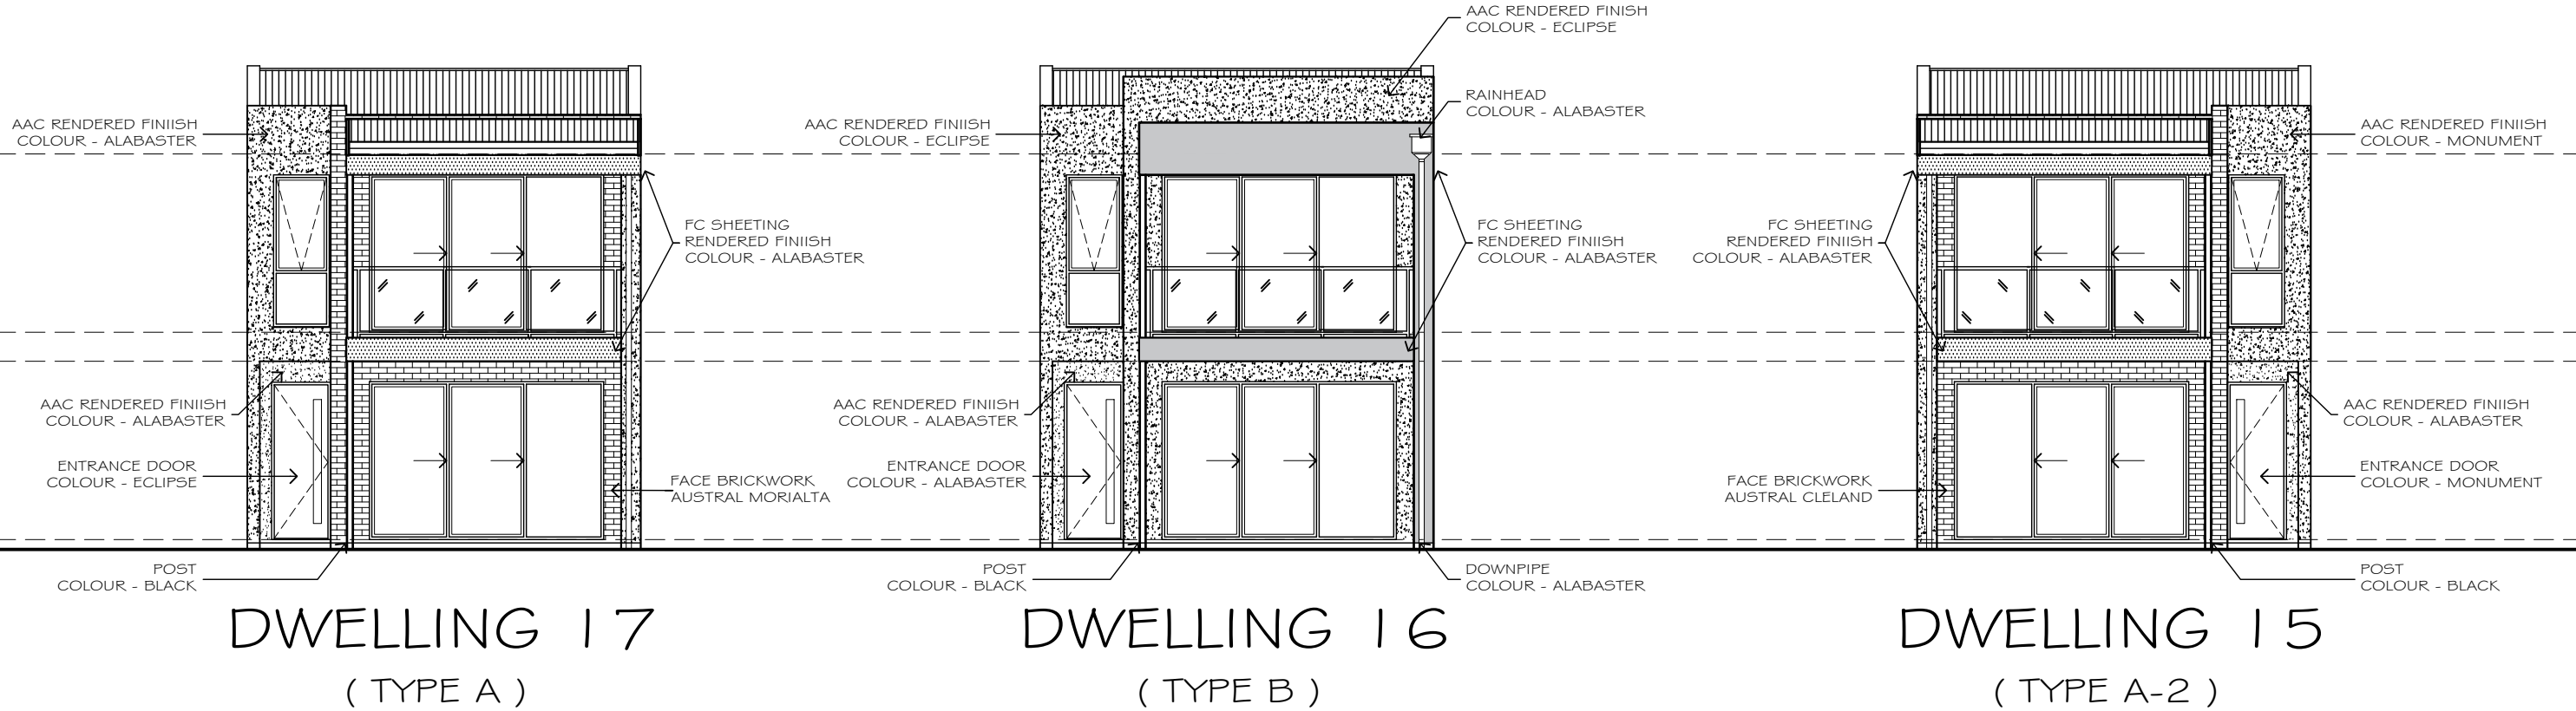 AAC RENDERED FINIISH
COLOUR - ALABASTER
FC SHEETING
RENDERED FINIISH
COLOUR - ALABASTER
AAC RENDERED FINIISH
COLOUR - ALABASTER
ENTRANCE DOOR
COLOUR - ECLIPSE
FACE BRICKWORK
AUSTRAL MORIALTA
POST
COLOUR - BLACK
DWELLING 17
( TYPE A )
AAC RENDERED FINISH
COLOUR - ECLIPSE
RAINHEAD
COLOUR - ALABASTER
AAC RENDERED FINIISH
COLOUR - ECLIPSE
FC SHEETING
RENDERED FINIISH
COLOUR - ALABASTER
AAC RENDERED FINIISH
COLOUR - ALABASTER
ENTRANCE DOOR
COLOUR - ALABASTER
POST
COLOUR - BLACK
DOWNPIPE
COLOUR - ALABASTER
DWELLING 16
( TYPE B )
AAC RENDERED FINIISH
COLOUR - MONUMENT
FC SHEETING
RENDERED FINIISH
COLOUR - ALABASTER
AAC RENDERED FINIISH
COLOUR - ALABASTER
FACE BRICKWORK
AUSTRAL CLELAND
ENTRANCE DOOR
COLOUR - MONUMENT
POST
COLOUR - BLACK
DWELLING 15
( TYPE A-2 )